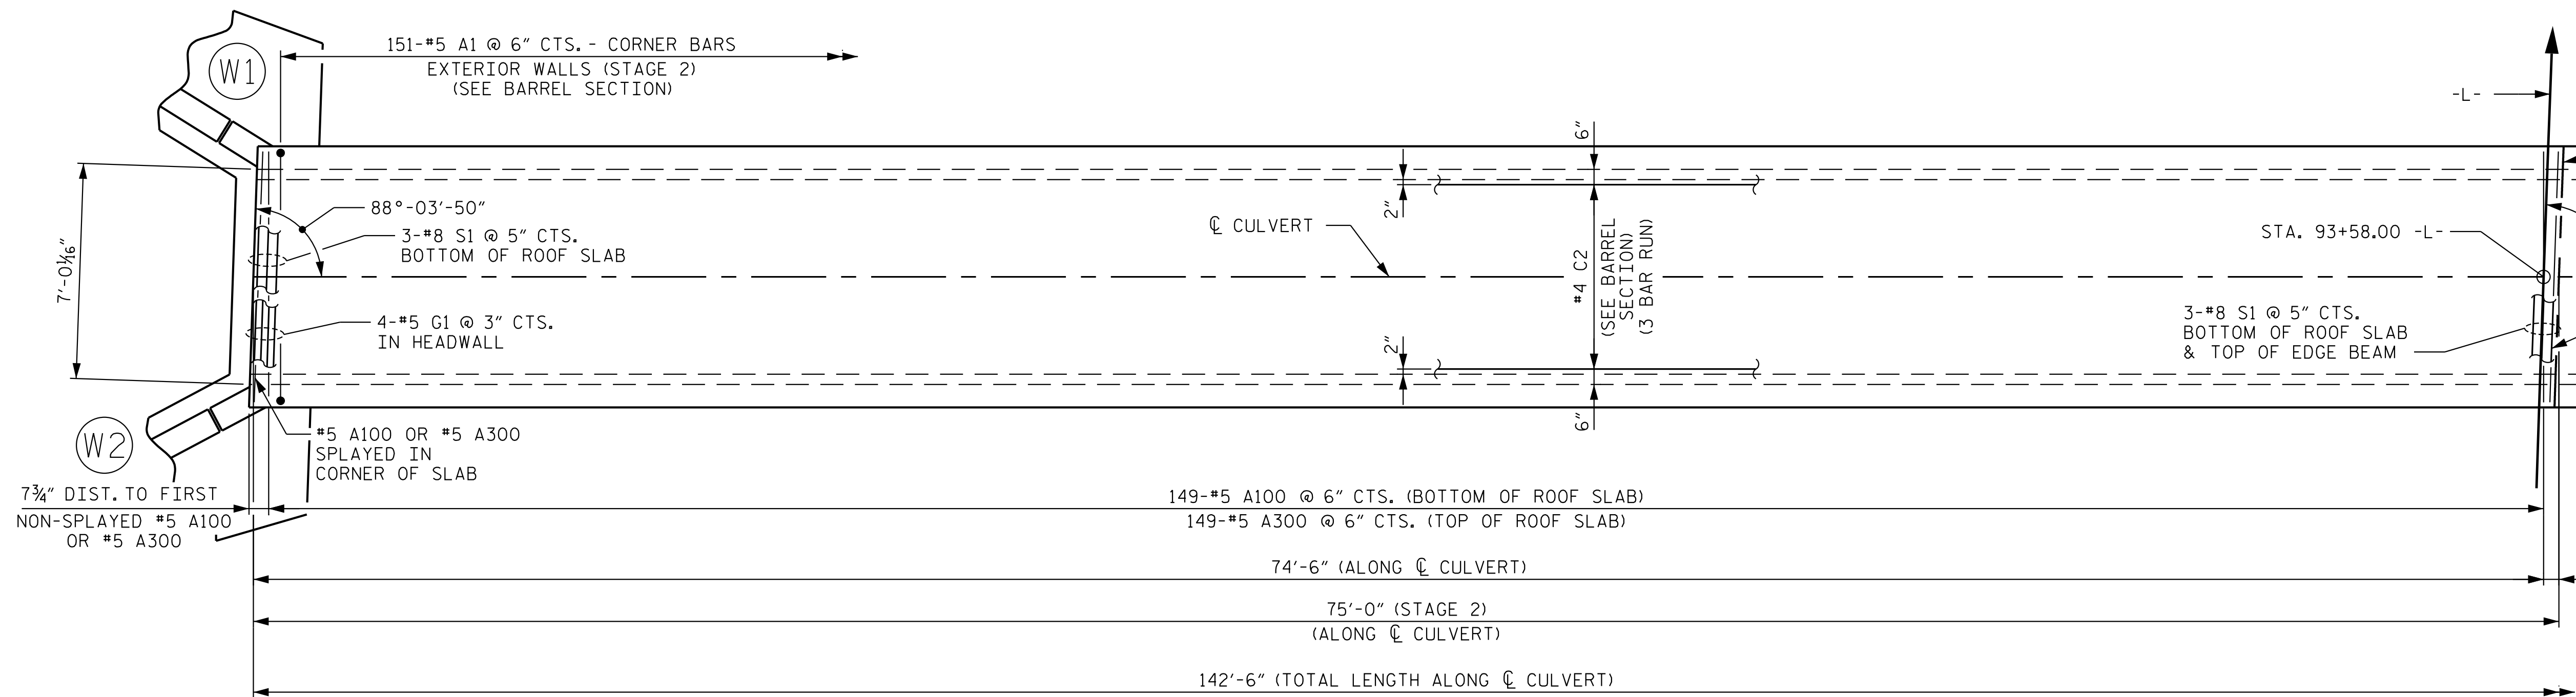 151-#5 A1 @ 6" CTS. - CORNER BARS
EXTERIOR WALLS (STAGE 2)
(SEE BARREL SECTION)
W1
-L-
6"
2"
88°-03'-50"
3-#8 S1 @ 5" CTS.
BOTTOM OF ROOF SLAB
7'-0 1/16"
℄ CULVERT
#4 C2
(SEE BARREL
SECTION)
(3 BAR RUN)
STA. 93+58.00 -L-
4-#5 G1 @ 3" CTS.
IN HEADWALL
3-#8 S1 @ 5" CTS.
BOTTOM OF ROOF SLAB
& TOP OF EDGE BEAM
2"
6"
W2
#5 A100 OR #5 A300
SPLAYED IN
CORNER OF SLAB
7¾" DIST. TO FIRST
NON-SPLAYED #5 A100
OR #5 A300
149-#5 A100 @ 6" CTS. (BOTTOM OF ROOF SLAB)
149-#5 A300 @ 6" CTS. (TOP OF ROOF SLAB)
74'-6" (ALONG ℄ CULVERT)
75'-0" (STAGE 2)
(ALONG ℄ CULVERT)
142'-6" (TOTAL LENGTH ALONG ℄ CULVERT)